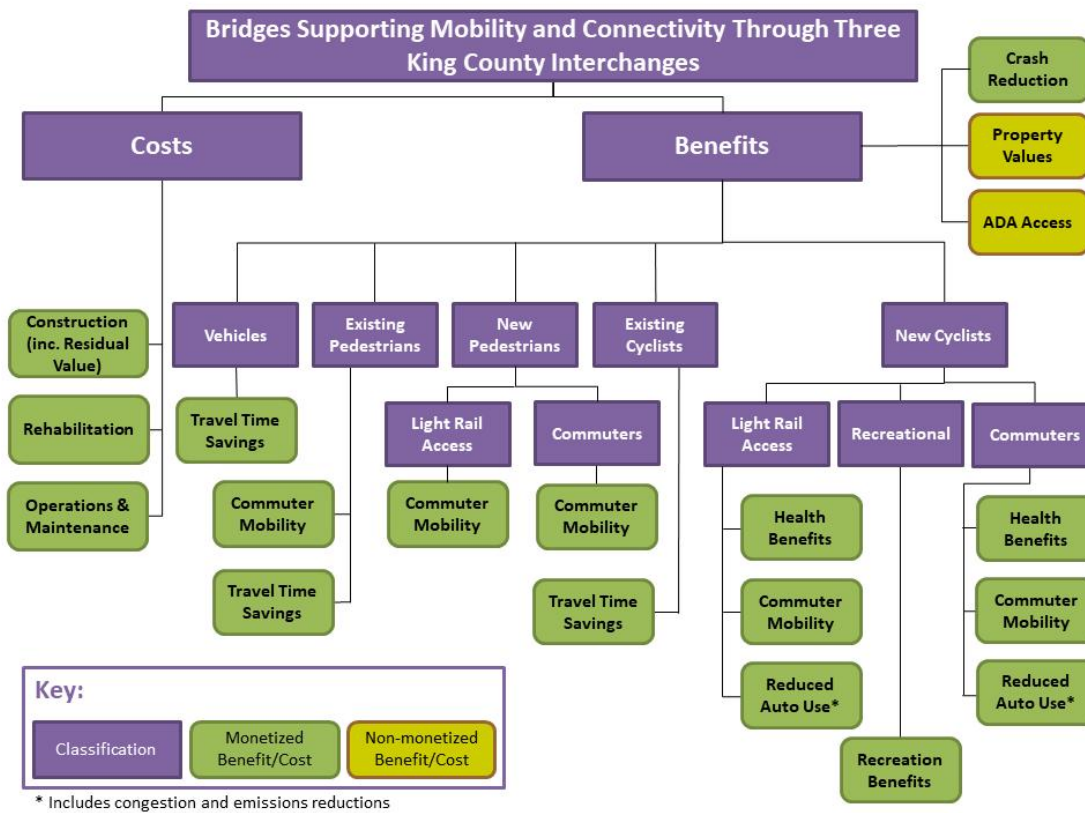 Bridges Supporting Mobility and Connectivity Through Three
King County Interchanges
Crash
Reduction
Costs
Benefits
Property
Values
ADA Access
Construction
(inc. Residual
Value)
Rehabilitation
Operations &
Maintenance
Vehicles
Travel Time
Savings
Existing
Pedestrians
Commuter
Mobility
Travel Time
Savings
New
Pedestrians
Light Rail
Access
Commuter
Mobility
Commuters
Commuter
Mobility
Existing
Cyclists
Travel Time
Savings
New Cyclists
Light Rail
Access
Health
Benefits
Commuter
Mobility
Reduced
Auto Use*
Recreational
Recreation
Benefits
Commuters
Health
Benefits
Commuter
Mobility
Reduced
Auto Use*
Key:
Classification
Monetized
Benefit/Cost
Non-monetized
Benefit/Cost
* Includes congestion and emissions reductions